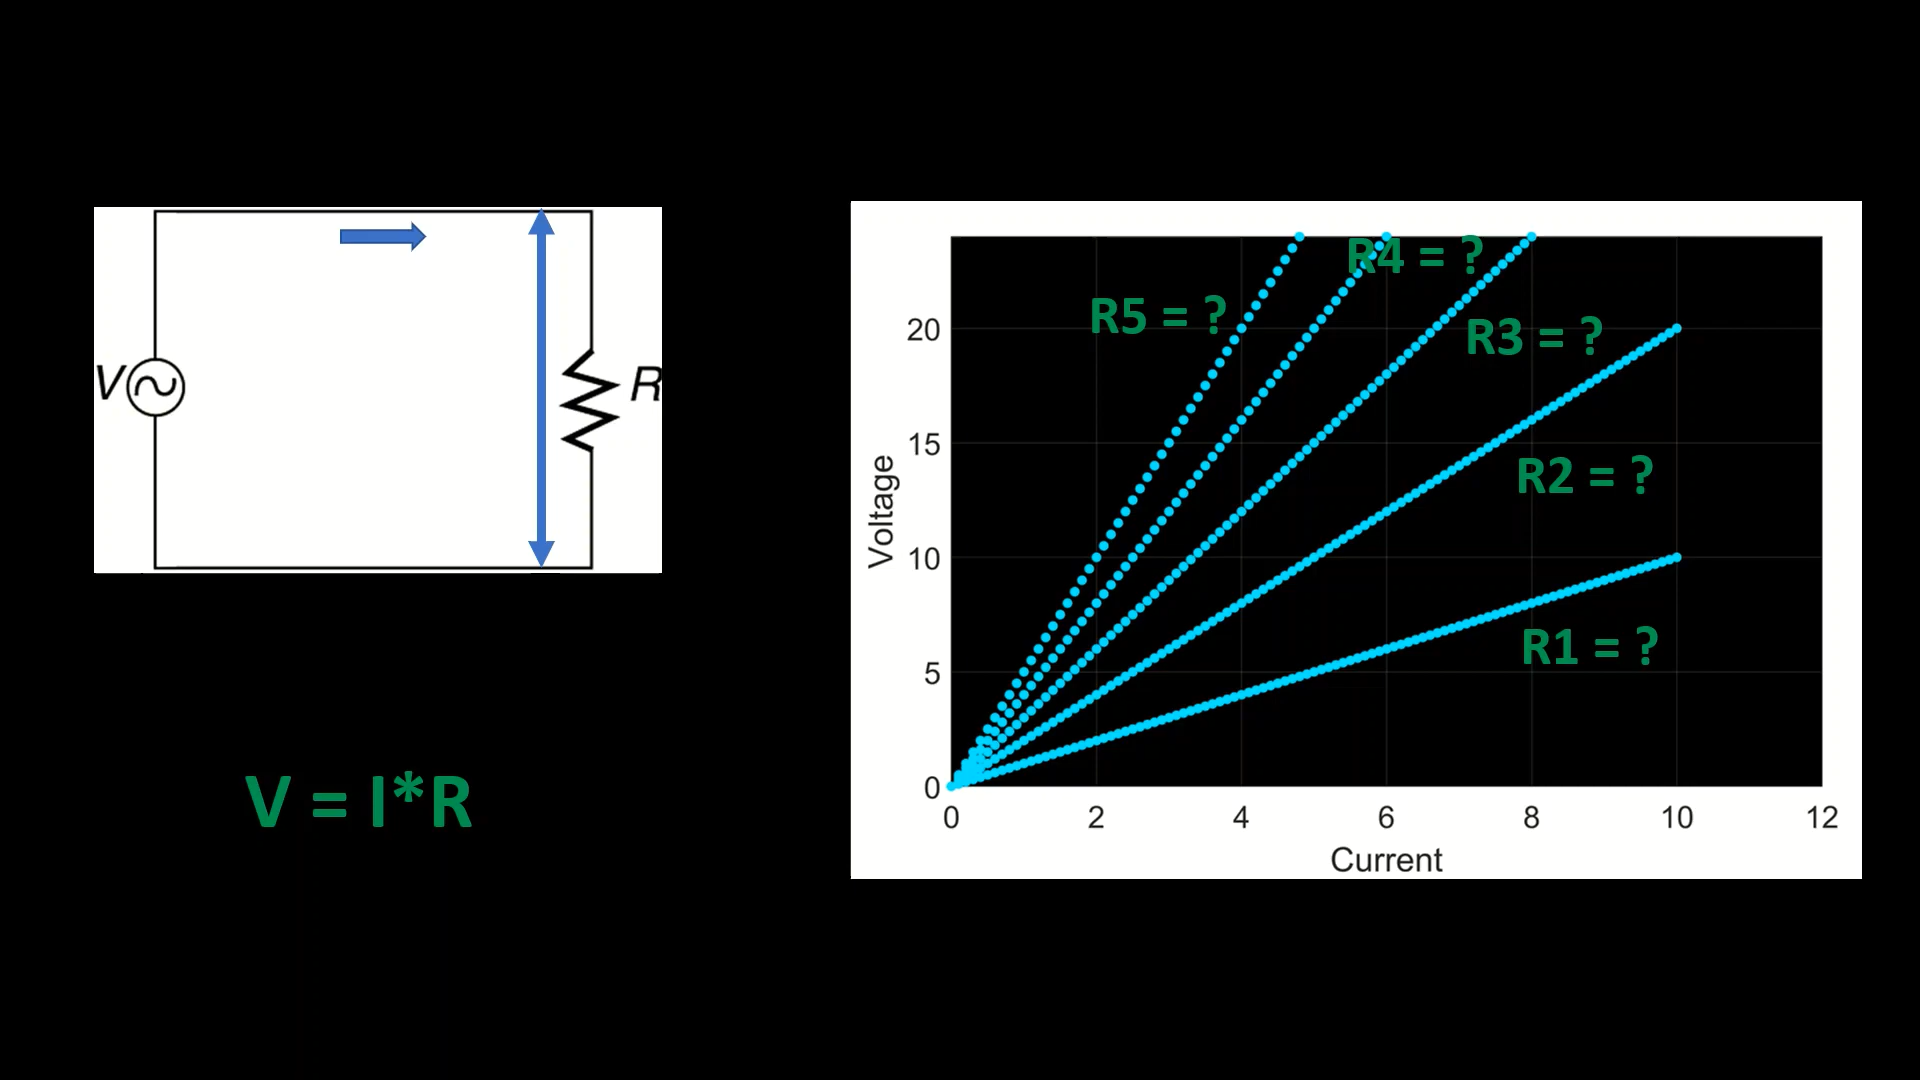 V
R
V = I*R
R4 = ?
R5 = ?
R3 = ?
R2 = ?
R1 = ?
20
15
10
5
0
Voltage
0 2 4 6 8 10 12
Current